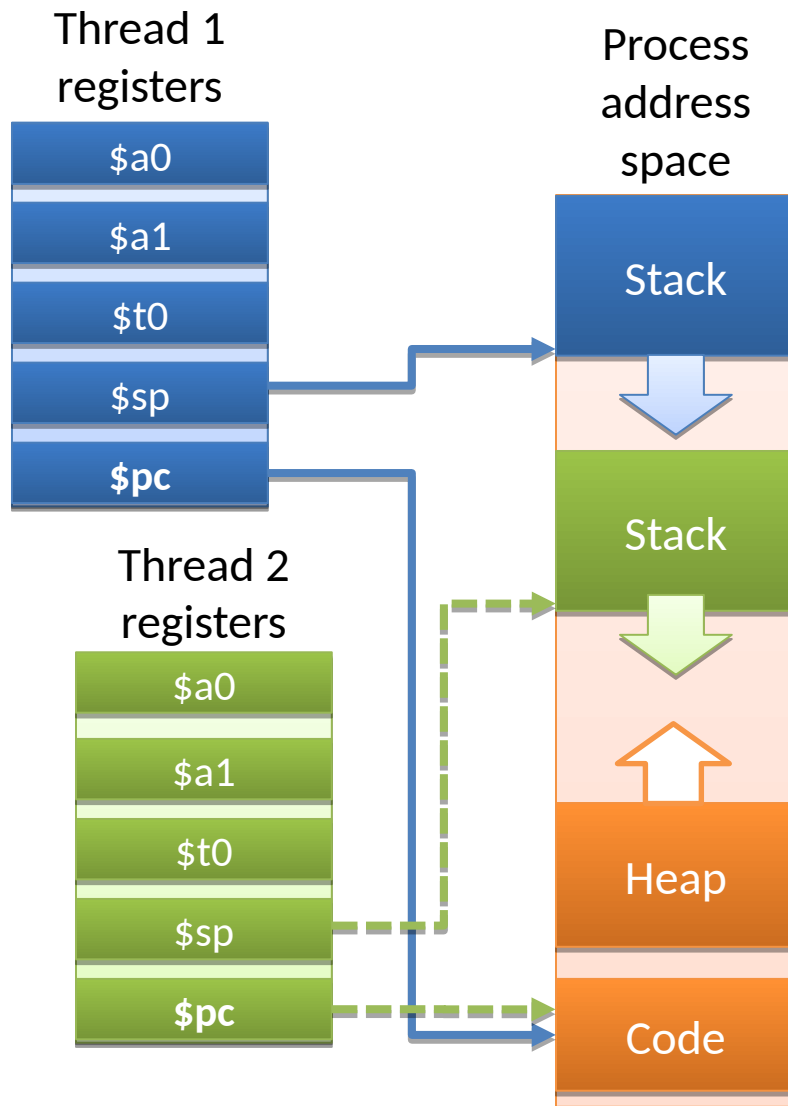 Thread 1
registers
$a0
$a1
$t0
$sp
$pc
Thread 2
registers
$a0
$a1
$t0
$sp
$pc
Process
address
space
Stack
Stack
Heap
Code